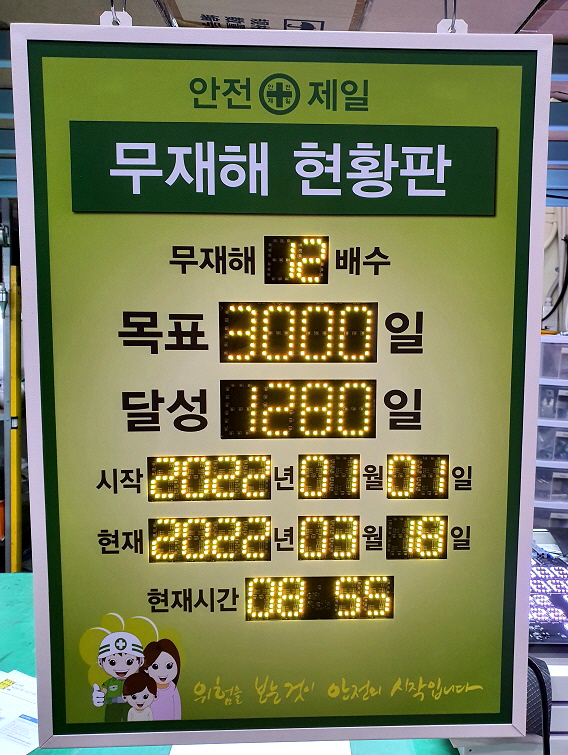 안전 제일
무재해 현황판
무재해 12 배수
목표 3000 일
달성 1280 일
시작 2022 년 01 월 01 일
현재 2022 년 03 월 18 일
현재시간 08 55
위험을 보는것이 안전의 시작입니다